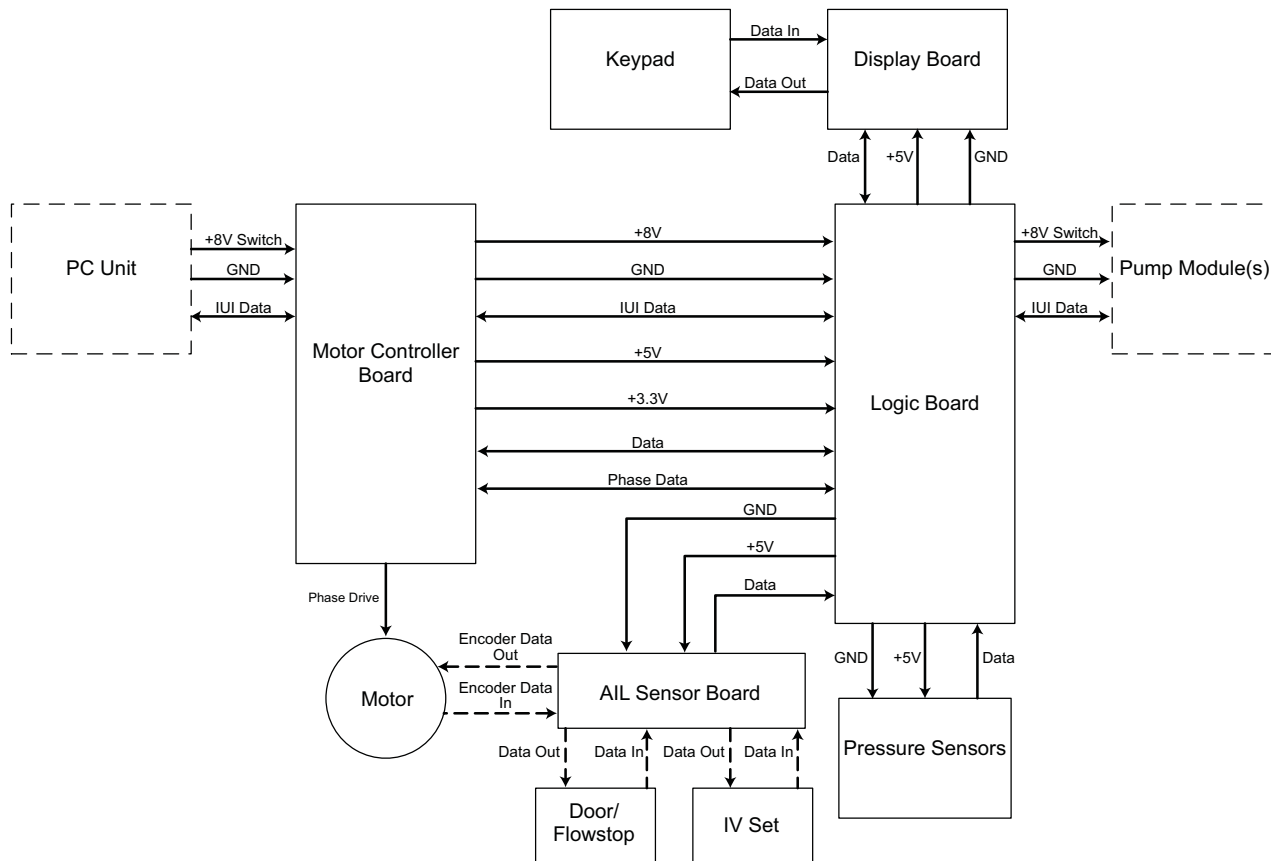 Keypad
Data In
Data Out
Display Board
Data
+5V
GND
PC Unit
+8V Switch
GND
IUI Data
Motor Controller
Board
+8V
GND
IUI Data
+5V
+3.3V
Data
Phase Data
GND
+5V
Data
Logic Board
+8V Switch
GND
IUI Data
Pump Module(s)
Phase Drive
Motor
Encoder Data
Out
Encoder Data
In
AIL Sensor Board
GND
+5V
Data
Pressure Sensors
Data Out
Data In
Data Out
Data In
Door/
Flowstop
IV Set